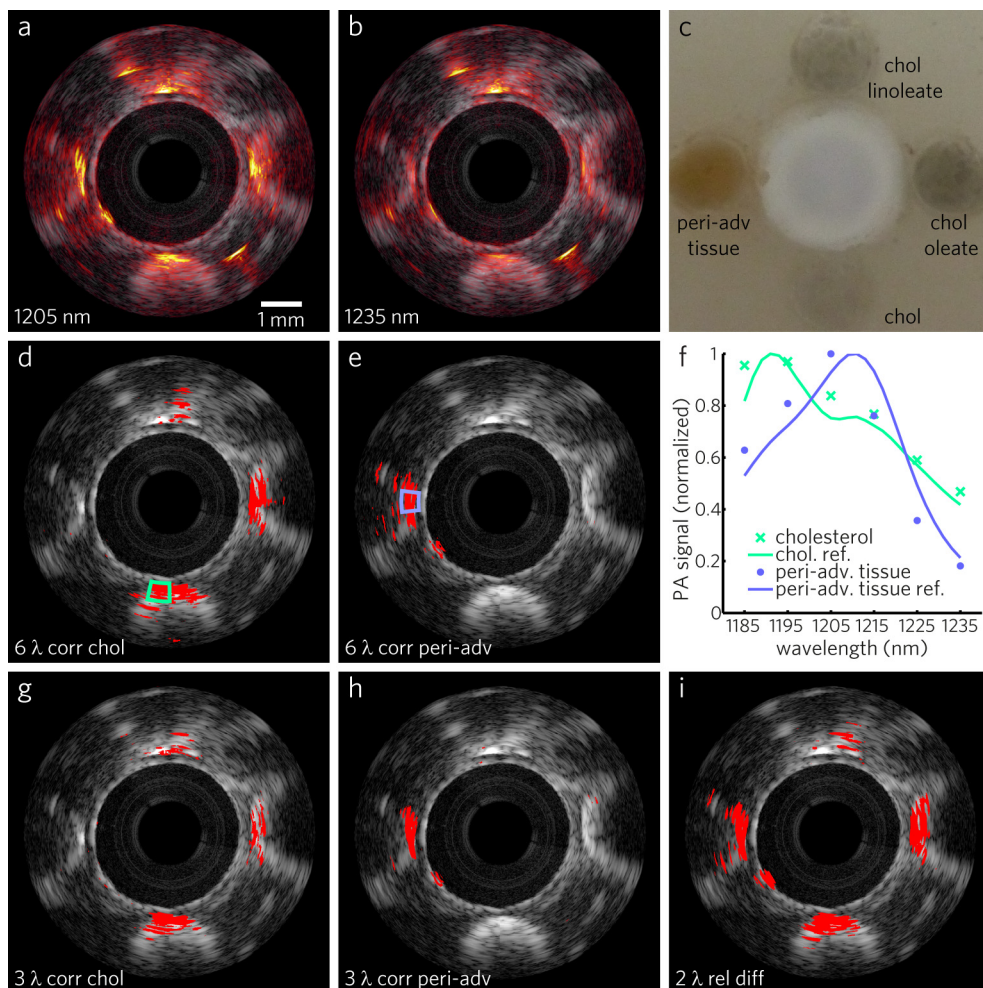 a
1205 nm
1 mm
b
1235 nm
c
chol
linoleate
peri-adv
tissue
chol
oleate
chol
d
6 λ corr chol
e
6 λ corr peri-adv
f
PA signal (normalized)
1
0.8
0.6
0.4
0.2
0
cholesterol
chol. ref.
peri-adv. tissue
peri-adv. tissue ref.
1185 1195 1205 1215 1225 1235
wavelength (nm)
g
3 λ corr chol
h
3 λ corr peri-adv
i
2 λ rel diff